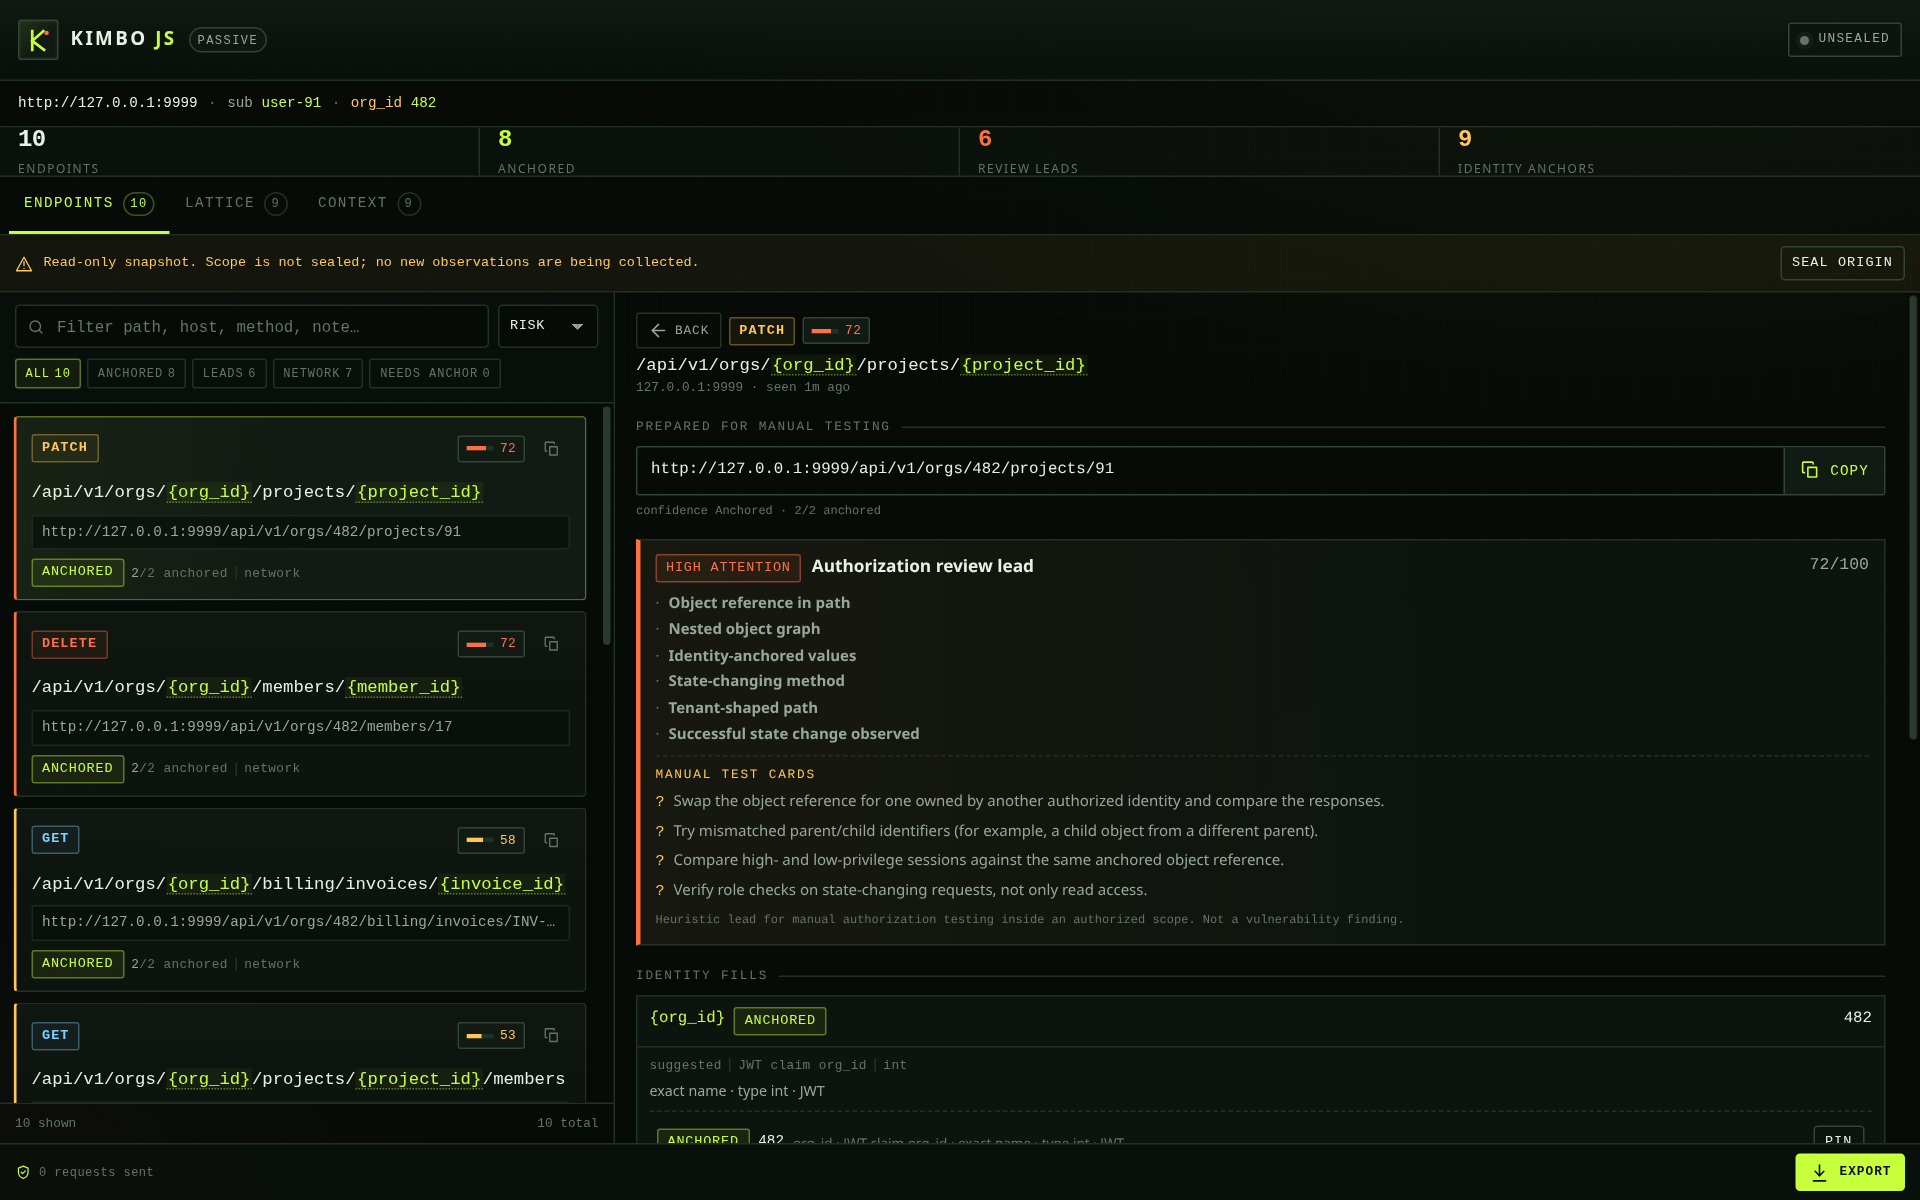 KIMBO JS PASSIVE
UNSEALED
http://127.0.0.1:9999 · sub user-91 · org_id 482
10
ENDPOINTS
8
ANCHORED
6
REVIEW LEADS
9
IDENTITY ANCHORS
ENDPOINTS 10 LATTICE 9 CONTEXT 9
Read-only snapshot. Scope is not sealed; no new observations are being collected.
SEAL ORIGIN
Filter path, host, method, note…
RISK
ALL 10 ANCHORED 8 LEADS 6 NETWORK 7 NEEDS ANCHOR 0
PATCH 72
/api/v1/orgs/{org_id}/projects/{project_id}
http://127.0.0.1:9999/api/v1/orgs/482/projects/91
ANCHORED 2/2 anchored network
DELETE 72
/api/v1/orgs/{org_id}/members/{member_id}
http://127.0.0.1:9999/api/v1/orgs/482/members/17
ANCHORED 2/2 anchored network
GET 58
/api/v1/orgs/{org_id}/billing/invoices/{invoice_id}
http://127.0.0.1:9999/api/v1/orgs/482/billing/invoices/INV-…
ANCHORED 2/2 anchored network
GET 53
/api/v1/orgs/{org_id}/projects/{project_id}/members
10 shown
10 total
BACK PATCH 72
/api/v1/orgs/{org_id}/projects/{project_id}
127.0.0.1:9999 · seen 1m ago
PREPARED FOR MANUAL TESTING
http://127.0.0.1:9999/api/v1/orgs/482/projects/91
COPY
confidence Anchored · 2/2 anchored
HIGH ATTENTION Authorization review lead 72/100
· Object reference in path
· Nested object graph
· Identity-anchored values
· State-changing method
· Tenant-shaped path
· Successful state change observed
MANUAL TEST CARDS
? Swap the object reference for one owned by another authorized identity and compare the responses.
? Try mismatched parent/child identifiers (for example, a child object from a different parent).
? Compare high- and low-privilege sessions against the same anchored object reference.
? Verify role checks on state-changing requests, not only read access.
Heuristic lead for manual authorization testing inside an authorized scope. Not a vulnerability finding.
IDENTITY FILLS
{org_id} ANCHORED 482
suggested JWT claim org_id int
exact name · type int · JWT
ANCHORED 482 org_id · JWT claim org_id · exact name · type int · JWT
PIN
0 requests sent
EXPORT